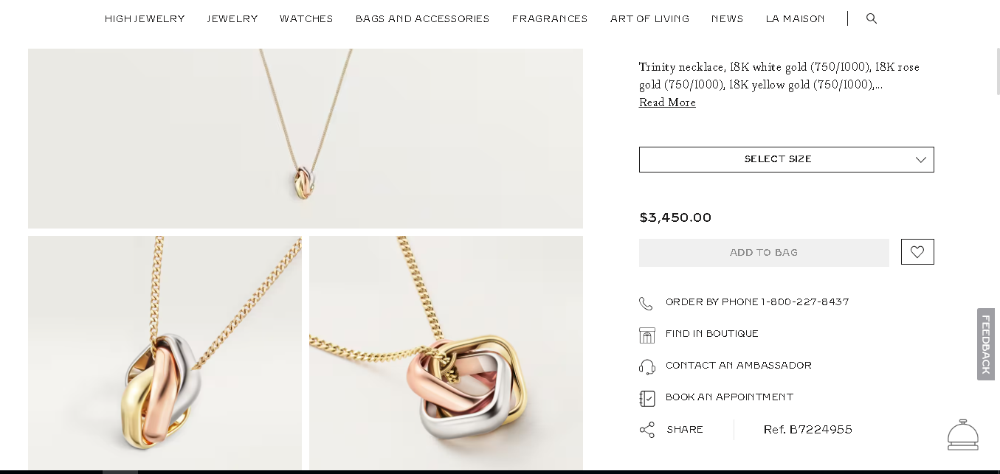 HIGH JEWELRY JEWELRY WATCHES BAGS AND ACCESSORIES FRAGRANCES ART OF LIVING NEWS LA MAISON
Trinity necklace, 18K white gold (750/1000), 18K rose
gold (750/1000), 18K yellow gold (750/1000),...
Read More
SELECT SIZE
$3,450.00
ADD TO BAG
ORDER BY PHONE 1-800-227-8437
FIND IN BOUTIQUE
CONTACT AN AMBASSADOR
BOOK AN APPOINTMENT
SHARE Ref. B7224955
FEEDBACK